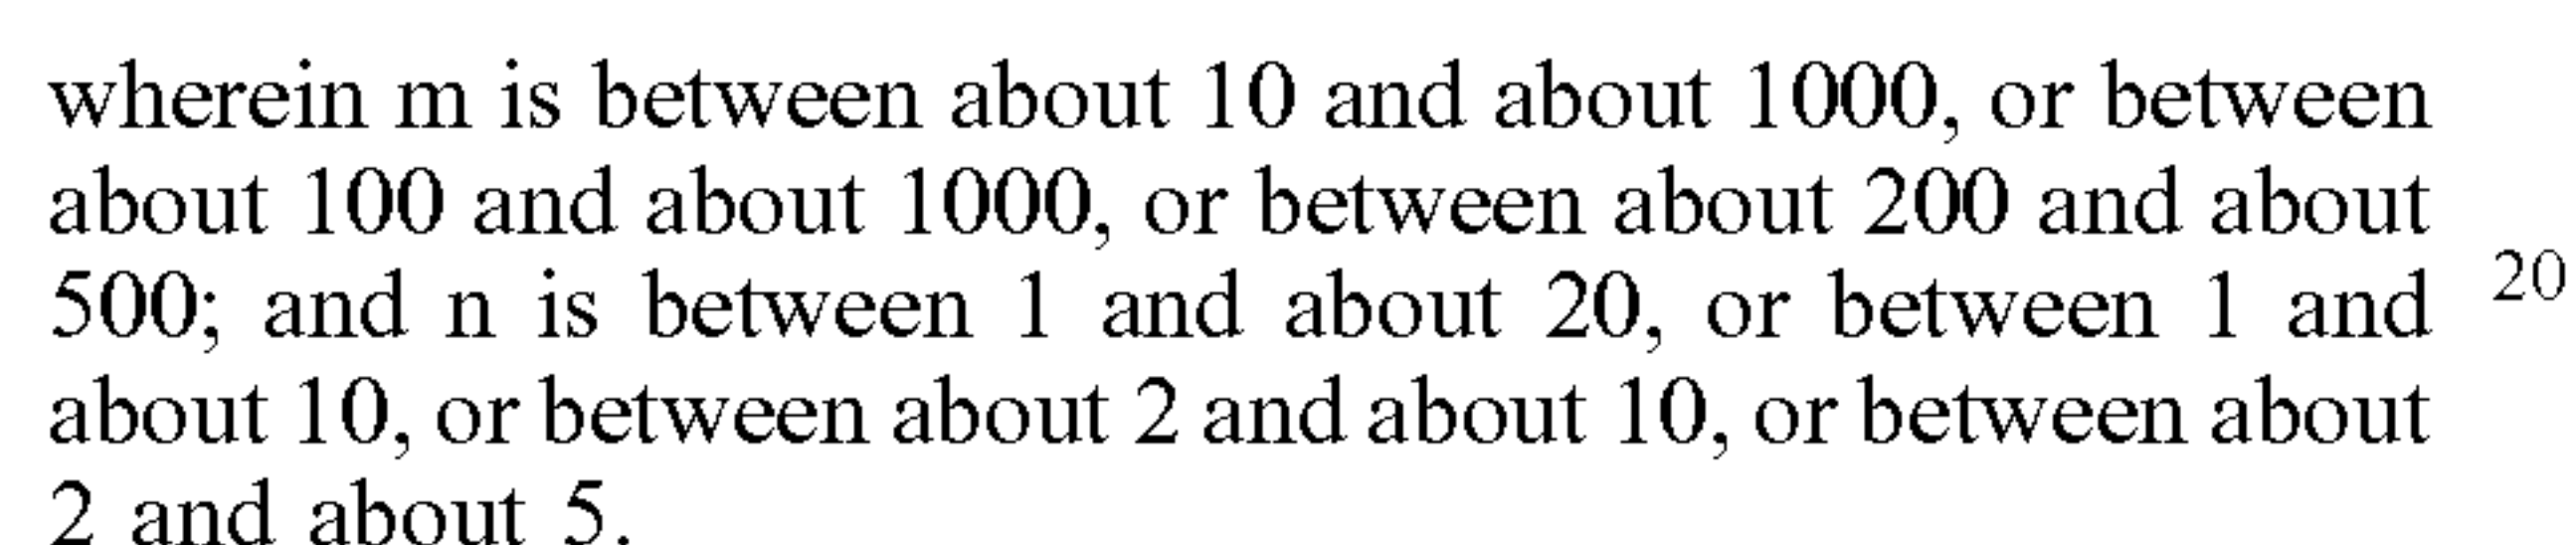 wherein m is between about 10 and about 1000, or between
about 100 and about 1000, or between about 200 and about
500; and n is between 1 and about 20, or between 1 and
20
about 10, or between about 2 and about 10, or between about
2 and about 5.